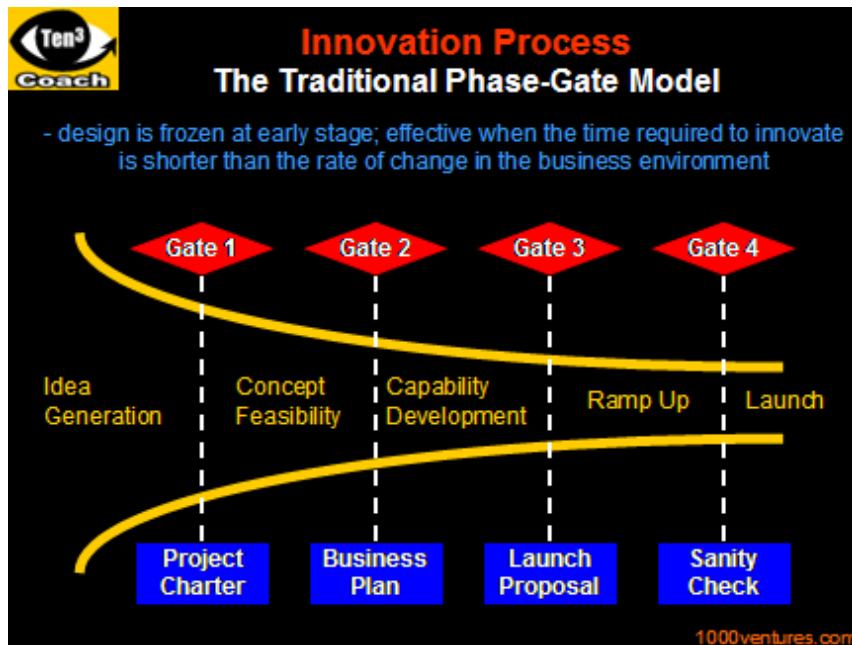 Ten³
Coach
Innovation Process
The Traditional Phase-Gate Model
- design is frozen at early stage; effective when the time required to innovate
is shorter than the rate of change in the business environment
Gate 1
Gate 2
Gate 3
Gate 4
Idea
Generation
Concept
Feasibility
Capability
Development
Ramp Up
Launch
Project
Charter
Business
Plan
Launch
Proposal
Sanity
Check
1000ventures.com